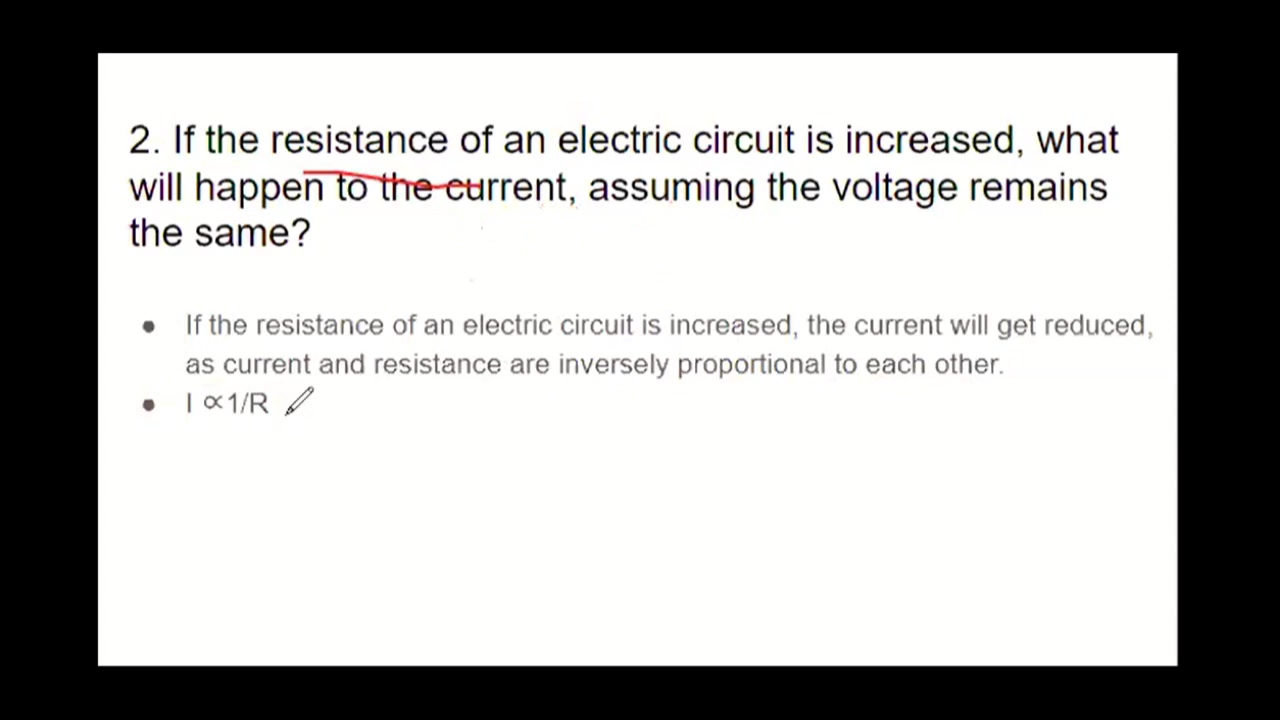 2. If the resistance of an electric circuit is increased, what
will happen to the current, assuming the voltage remains
the same?
● If the resistance of an electric circuit is increased, the current will get reduced,
as current and resistance are inversely proportional to each other.
● I ∝1/R